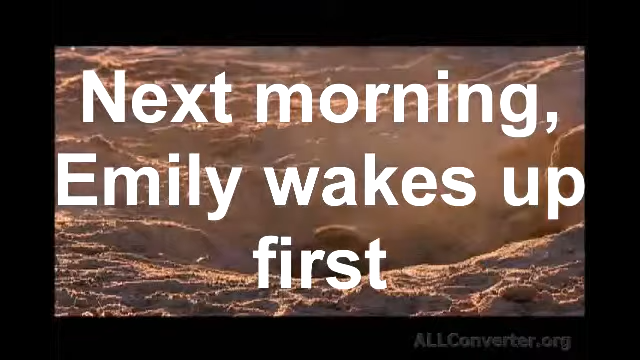 Next morning,
Emily wakes up
first
ALLConverter.org